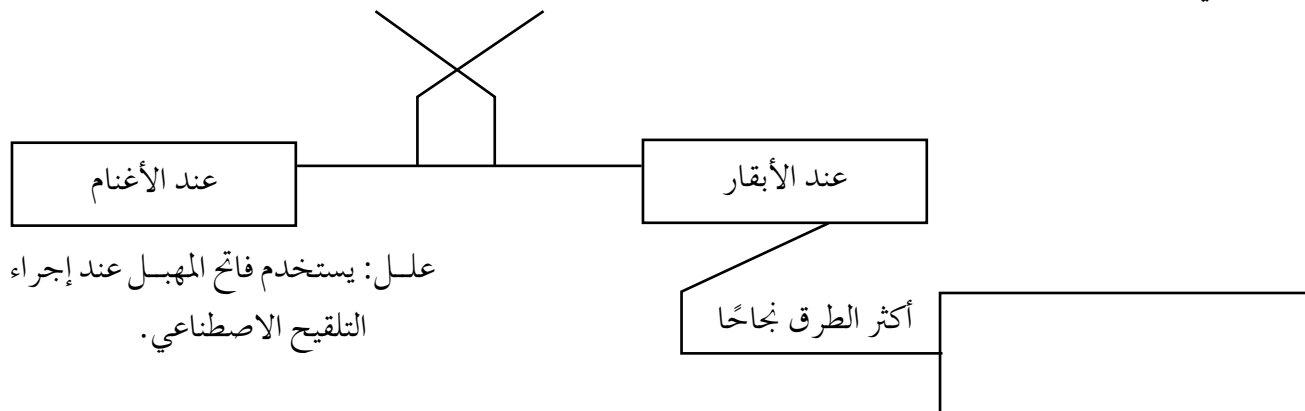 عند الأبقار
عند الأغنام
علل: يستخدم فاتح المهبل عند إجراء
التلقيح الاصطناعي.
أكثر الطرق نجاحًا